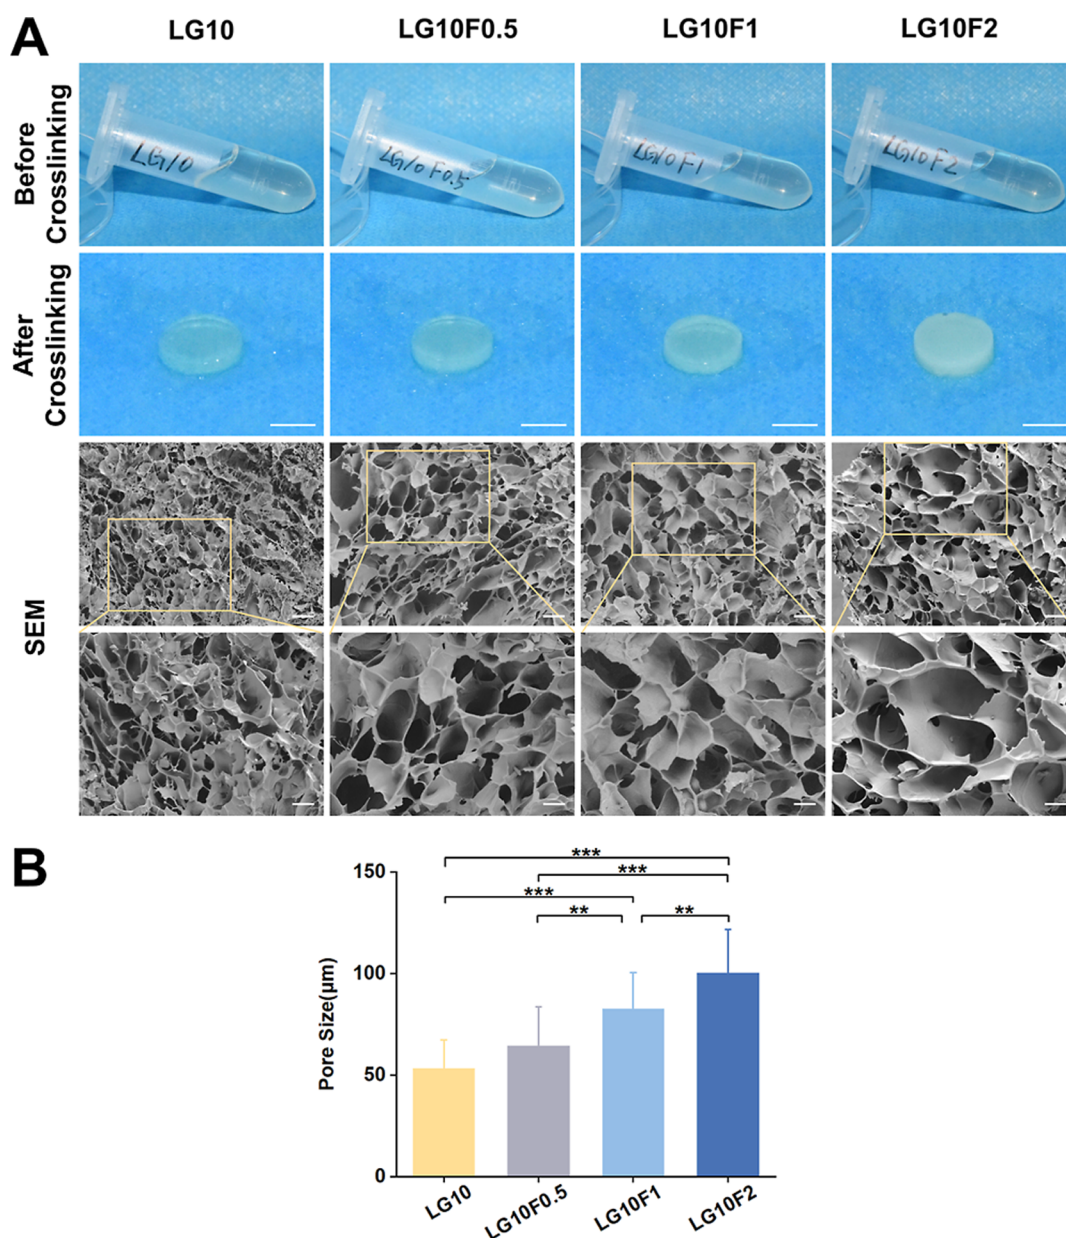 A
LG10 LG10F0.5 LG10F1 LG10F2
Before Crosslinking
LG10 LG10 F0.5 LG10 F1 LG10 F2
After Crosslinking
SEM
B
***
***
***
** **
150
100
50
0
Pore Size(μm)
LG10 LG10F0.5 LG10F1 LG10F2